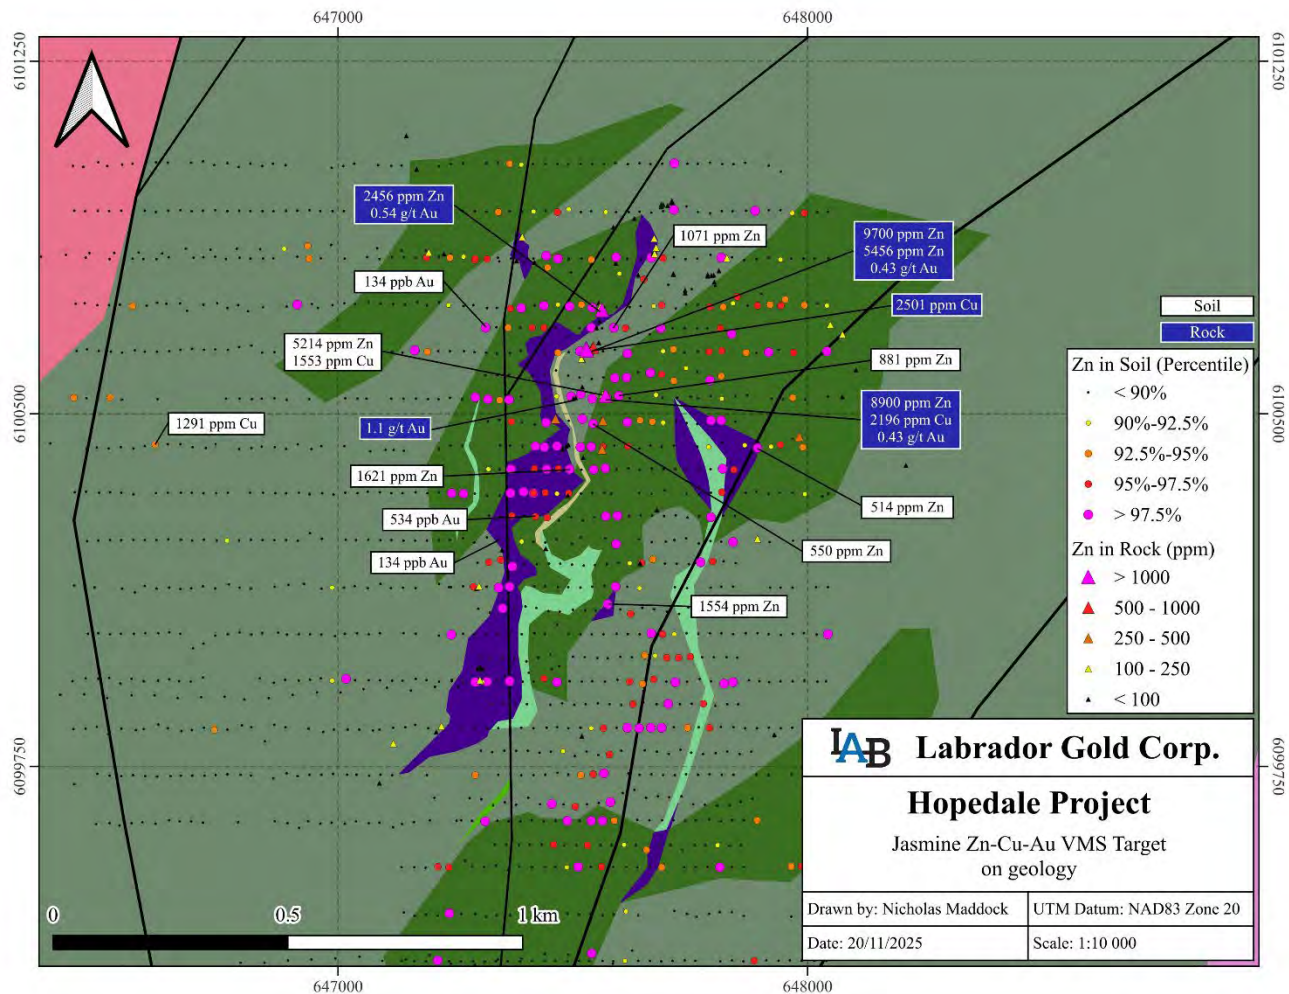 647000
648000
6101250
6101250
2456 ppm Zn
0.54 g/t Au
1071 ppm Zn
9700 ppm Zn
5456 ppm Zn
0.43 g/t Au
134 ppb Au
2501 ppm Cu
Soil
Rock
5214 ppm Zn
1553 ppm Cu
881 ppm Zn
Zn in Soil (Percentile)
< 90%
90%-92.5%
92.5%-95%
95%-97.5%
> 97.5%
Zn in Rock (ppm)
> 1000
500 - 1000
250 - 500
100 - 250
< 100
6100500
6100500
1291 ppm Cu
1.1 g/t Au
8900 ppm Zn
2196 ppm Cu
0.43 g/t Au
1621 ppm Zn
514 ppm Zn
534 ppb Au
550 ppm Zn
134 ppb Au
1554 ppm Zn
6099750
6099750
LAB Labrador Gold Corp.
Hopedale Project
Jasmine Zn-Cu-Au VMS Target
on geology
Drawn by: Nicholas Maddock
UTM Datum: NAD83 Zone 20
Date: 20/11/2025
Scale: 1:10 000
0 0.5 1 km
647000
648000